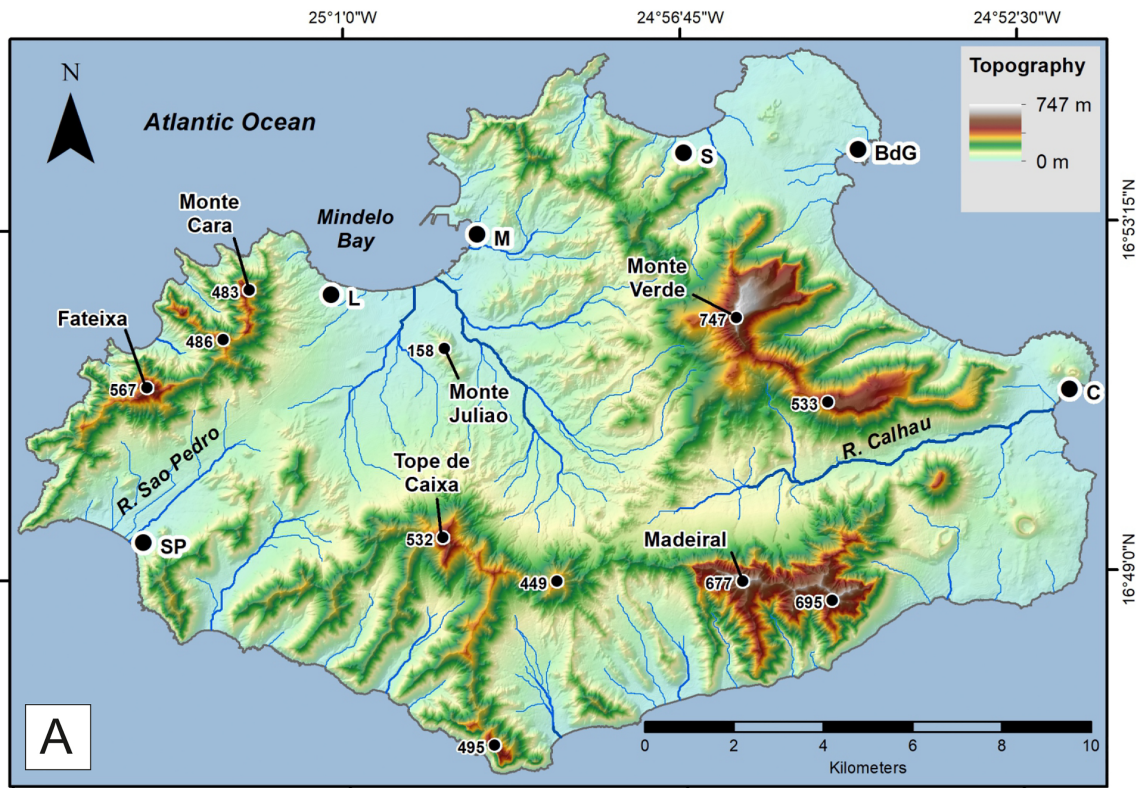 25°1'0"W
24°56'45"W
24°52'30"W
N
Atlantic Ocean
Topography
747 m
0 m
S
BdG
Monte
Cara
Mindelo
Bay
M
16°53'15"N
483
L
Monte
Verde
747
Fateixa
486
158
567
Monte
Juliao
533
C
R. Calhau
R. Sao Pedro
Tope de
Caixa
532
SP
Madeiral
449
677
695
16°49'0"N
495
A
0
2
4
6
8
10
Kilometers